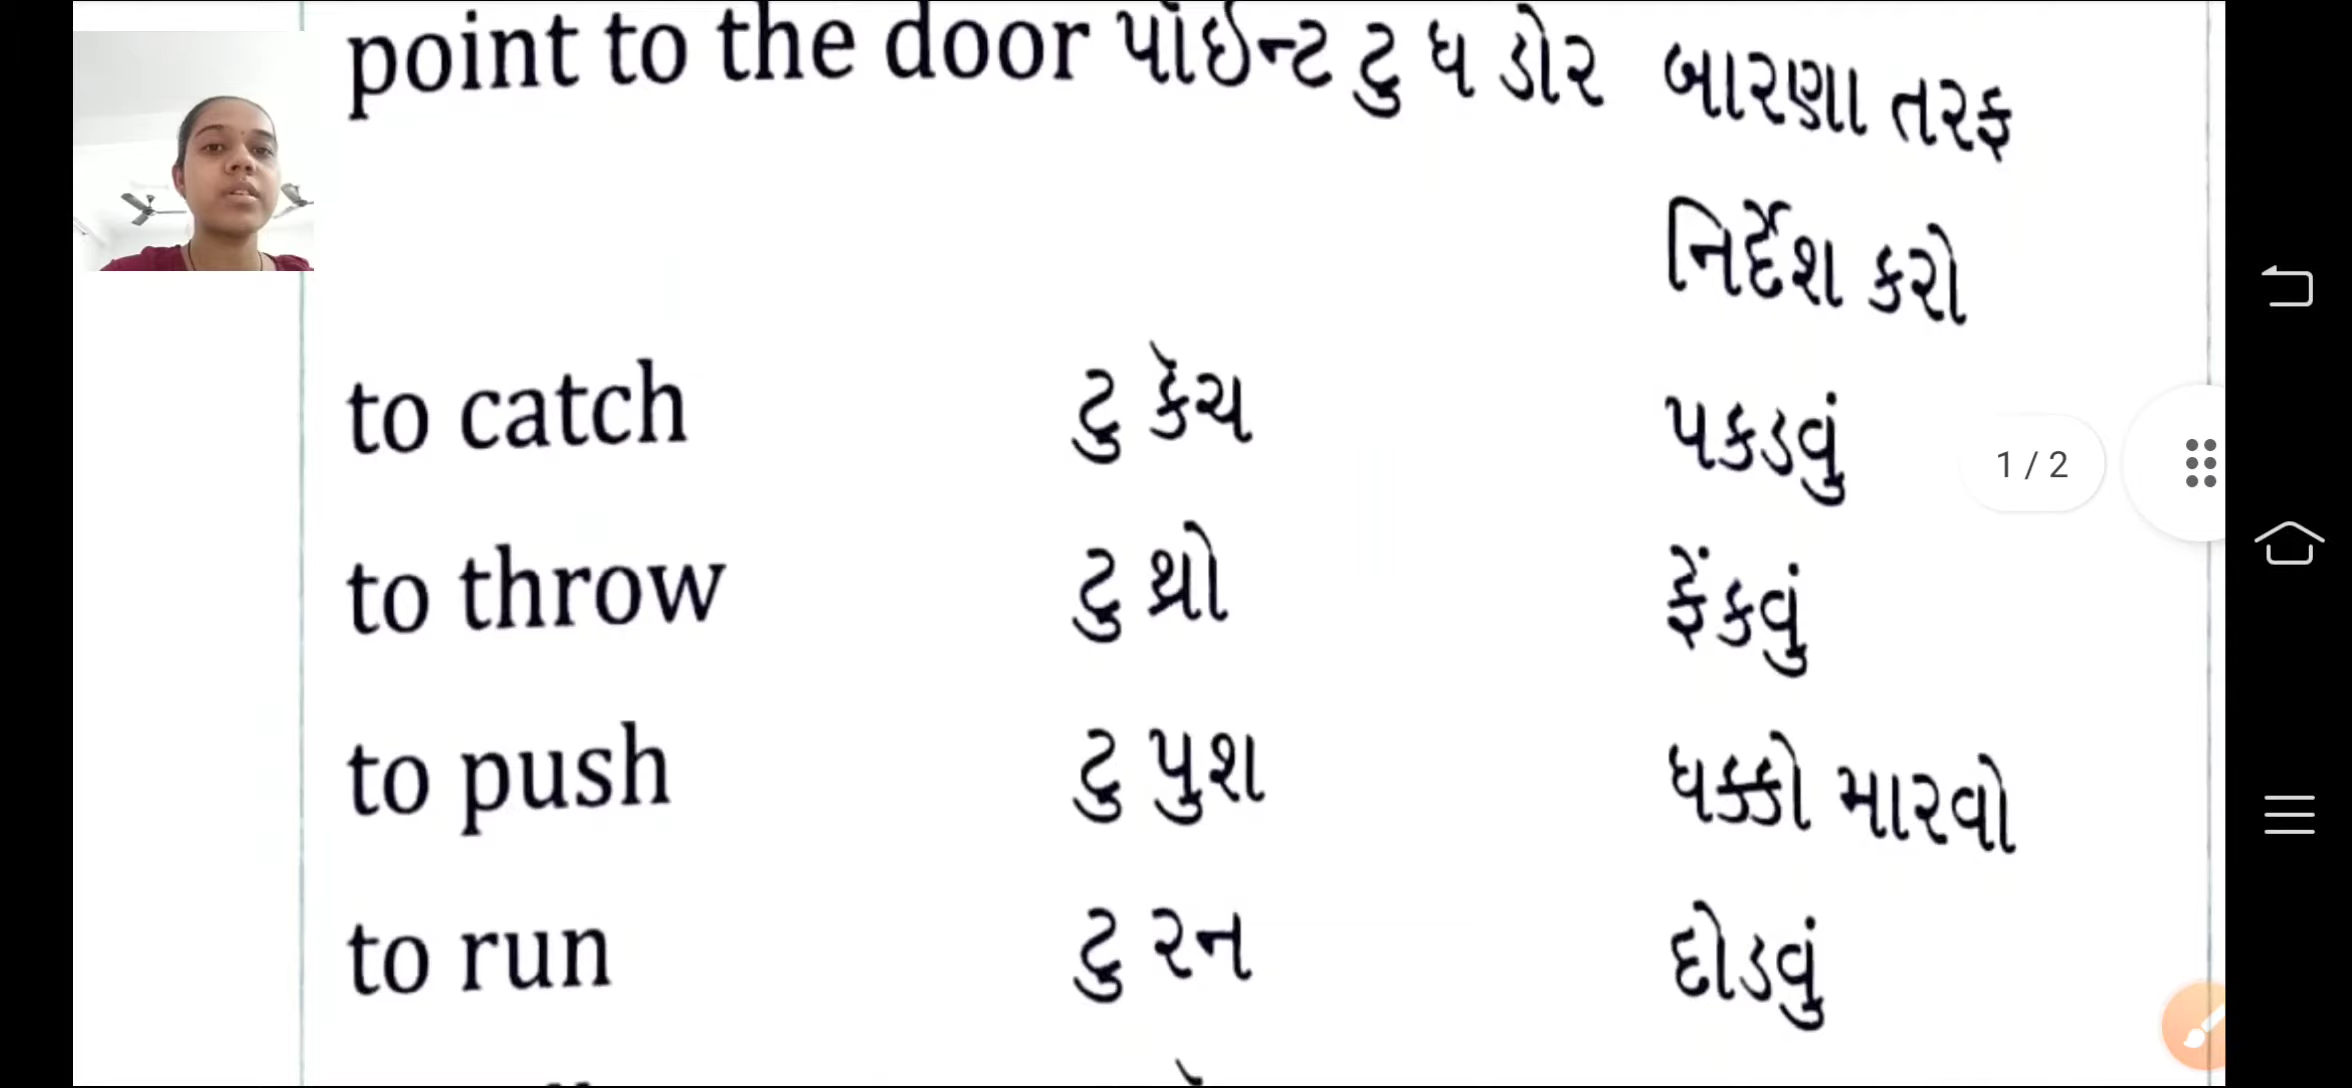 point to the door પૉઇન્ટ ટુ ધ ડોર બારણા તરફ
નિર્દેશ કરો
to catch ટુ કૅચ પકડવું
1 / 2
to throw ટુ થ્રો ફેંકવું
to push ટુ પુશ ધક્કો મારવો
to run ટુ રન દોડવું